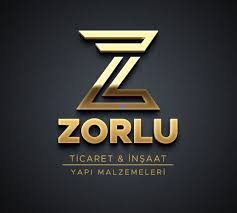 ZORLU
TİCARET & İNŞAAT
YAPI MALZEMELERİ